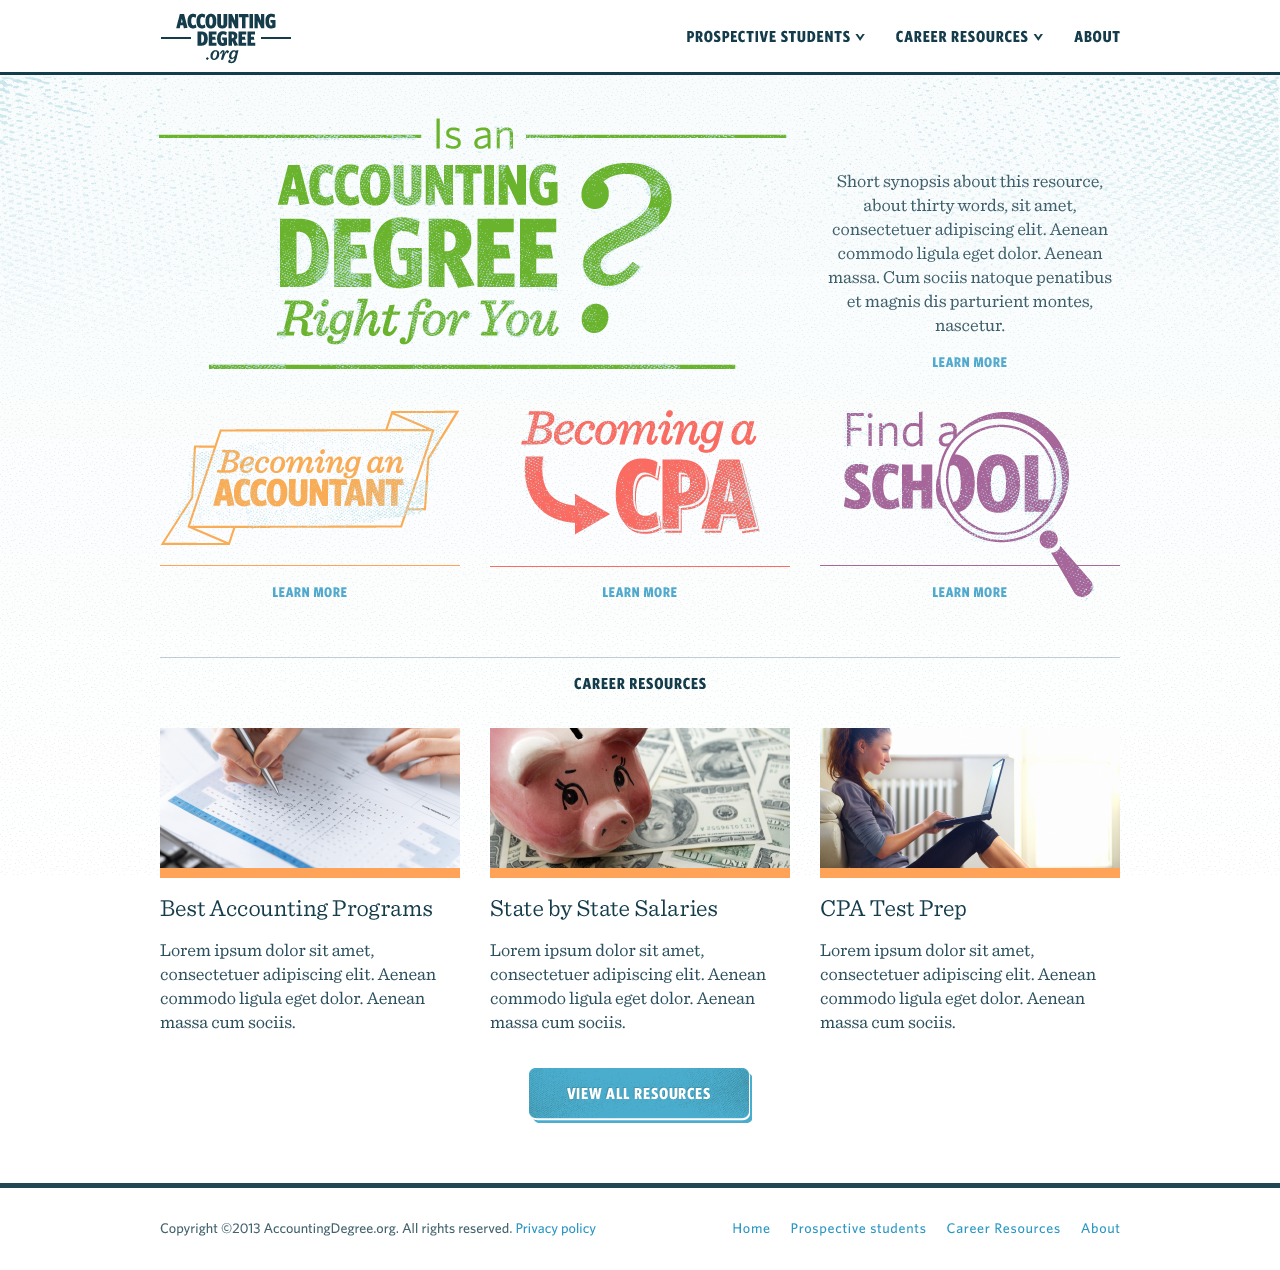 ACCOUNTING
DEGREE
.org
PROSPECTIVE STUDENTS
CAREER RESOURCES
ABOUT
Is an
ACCOUNTING
DEGREE
Right for You
?
Short synopsis about this resource,
about thirty words, sit amet,
consectetuer adipiscing elit. Aenean
commodo ligula eget dolor. Aenean
massa. Cum sociis natoque penatibus
et magnis dis parturient montes,
nascetur.
LEARN MORE
Becoming an
ACCOUNTANT
LEARN MORE
Becoming a
CPA
LEARN MORE
Find a
SCHOOL
LEARN MORE
CAREER RESOURCES
Best Accounting Programs
Lorem ipsum dolor sit amet,
consectetuer adipiscing elit. Aenean
commodo ligula eget dolor. Aenean
massa cum sociis.
State by State Salaries
Lorem ipsum dolor sit amet,
consectetuer adipiscing elit. Aenean
commodo ligula eget dolor. Aenean
massa cum sociis.
CPA Test Prep
Lorem ipsum dolor sit amet,
consectetuer adipiscing elit. Aenean
commodo ligula eget dolor. Aenean
massa cum sociis.
VIEW ALL RESOURCES
Copyright ©2013 AccountingDegree.org. All rights reserved. Privacy policy
Home
Prospective students
Career Resources
About